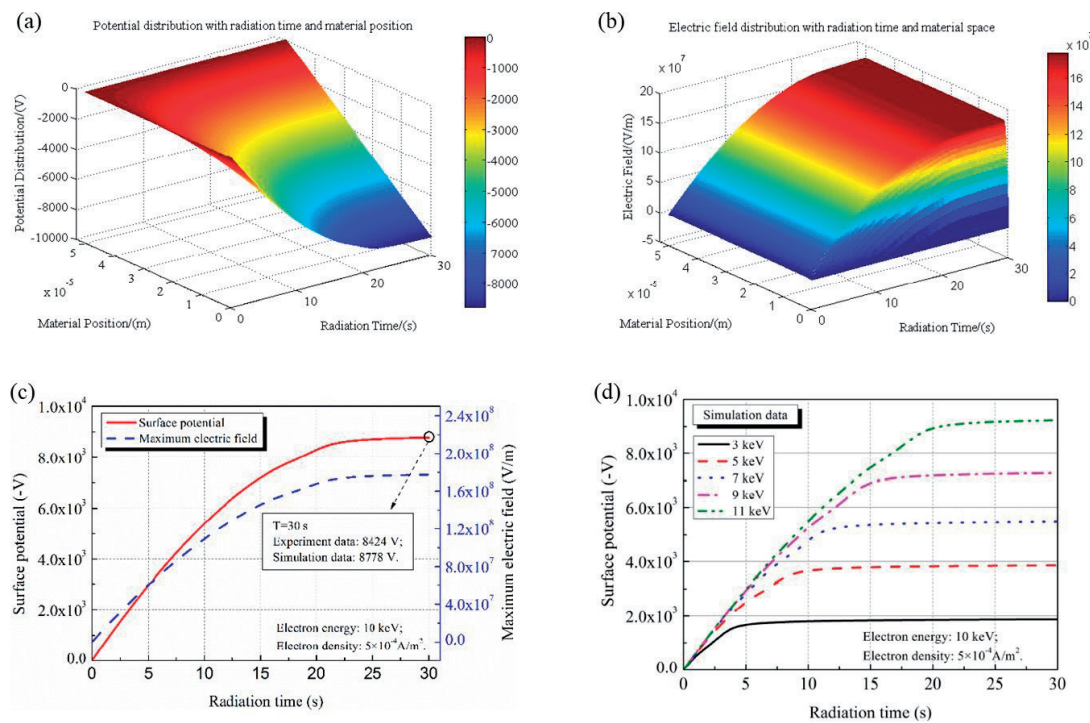 (a)
Potential distribution with radiation time and material position
Potential Distribution/(V)
0
-2000
-4000
-6000
-8000
-10000
5
4
3
2
1
0
x 10⁻⁵
Material Position/(m)
0
10
20
30
Radiation Time/(s)
0
-1000
-2000
-3000
-4000
-5000
-6000
-7000
-8000
(b)
Electric field distribution with radiation time and material space
x 10⁷
Electric Field/(V/m)
20
15
10
5
0
-5
5
4
3
2
1
0
x 10⁻⁵
Material Position/(m)
0
10
20
30
Radiation Time/(s)
x 10⁷
16
14
12
10
8
6
4
2
0
(c)
Surface potential (-V)
1.0x10⁴
8.0x10³
6.0x10³
4.0x10³
2.0x10³
0.0
Surface potential
Maximum electric field
T=30 s
Experiment data: 8424 V;
Simulation data: 8778 V.
Electron energy: 10 keV;
Electron density: 5×10⁻⁴A/m².
0
5
10
15
20
25
30
Radiation time (s)
2.4x10⁸
2.0x10⁸
1.6x10⁸
1.2x10⁸
8.0x10⁷
4.0x10⁷
0.0
Maximum electric field (V/m)
(d)
Surface potential (-V)
1.0x10⁴
8.0x10³
6.0x10³
4.0x10³
2.0x10³
0.0
Simulation data
3 keV
5 keV
7 keV
9 keV
11 keV
Electron energy: 10 keV;
Electron density: 5×10⁻⁴A/m².
0
5
10
15
20
25
30
Radiation time (s)